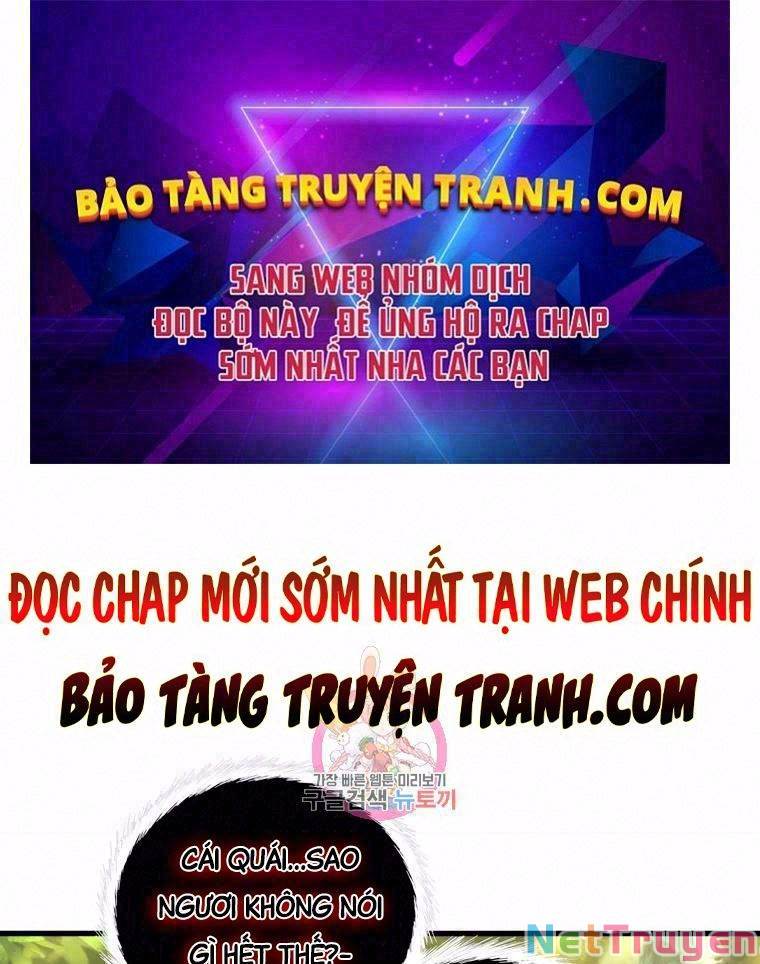 BẢO TÀNG TRUYỆN TRANH.COM
SANG WEB NHÓM DỊCH
ĐỌC BỘ NÀY ĐỂ ỦNG HỘ RA CHAP
SỚM NHẤT NHA CÁC BẠN
ĐỌC CHAP MỚI SỚM NHẤT TẠI WEB CHÍNH
BẢO TÀNG TRUYỆN TRANH.COM
가장 빠른 웹툰 미리보기
구글검색 뉴토끼
CÁI QUÁI...SAO
NGƯƠI KHÔNG NÓI
GÌ HẾT THẾ?-
NetTruyen